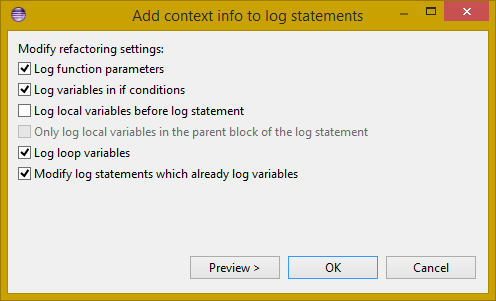 Add context info to log statements
Modify refactoring settings:
Log function parameters
Log variables in if conditions
Log local variables before log statement
Only log local variables in the parent block of the log statement
Log loop variables
Modify log statements which already log variables
Preview > OK Cancel